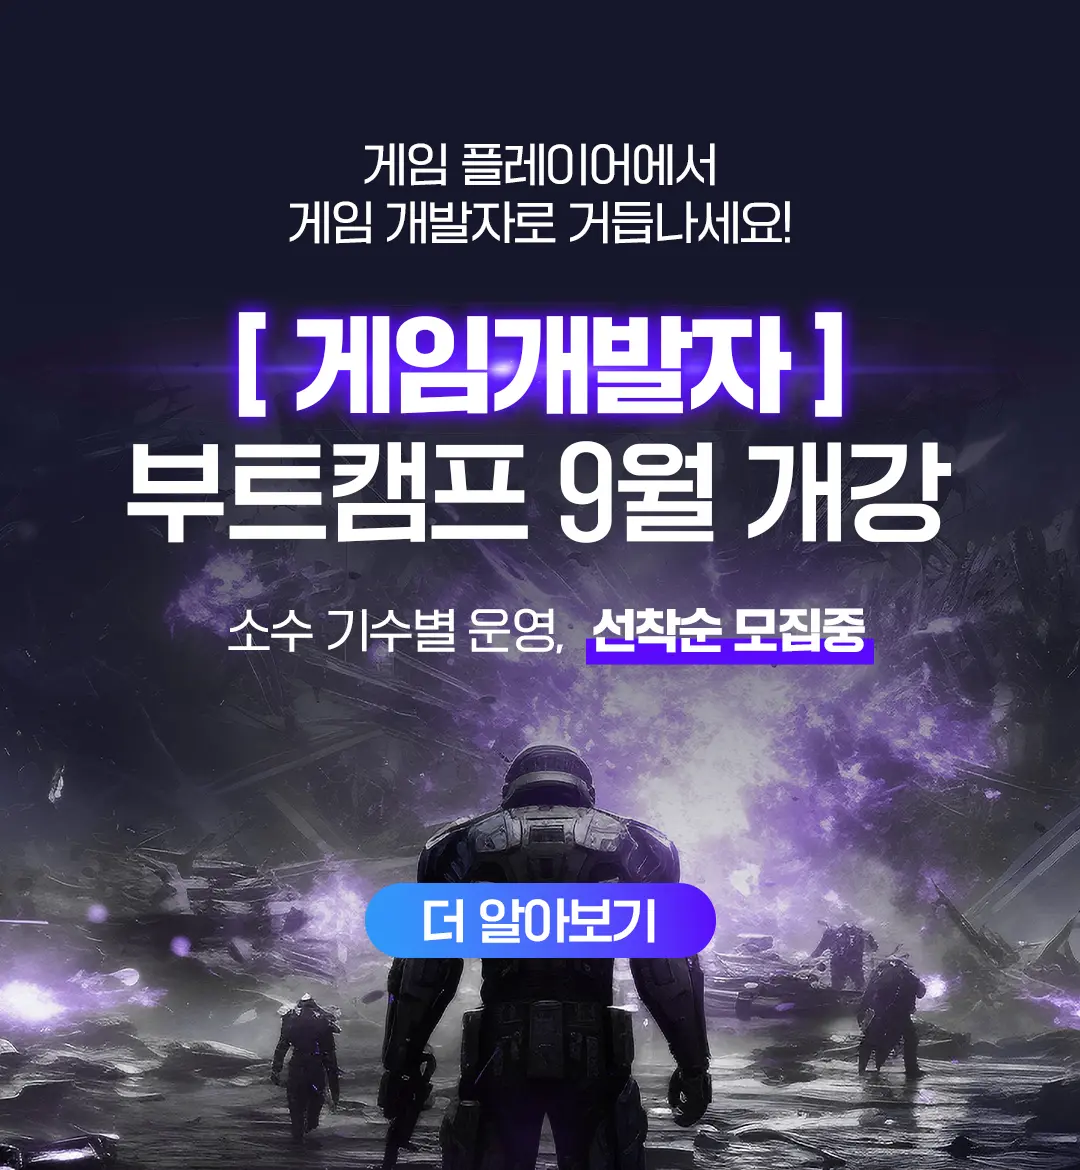 게임 플레이어에서
게임 개발자로 거듭나세요!
[ 게임개발자 ]
부트캠프 9월 개강
소수 기수별 운영, 선착순 모집중
더 알아보기